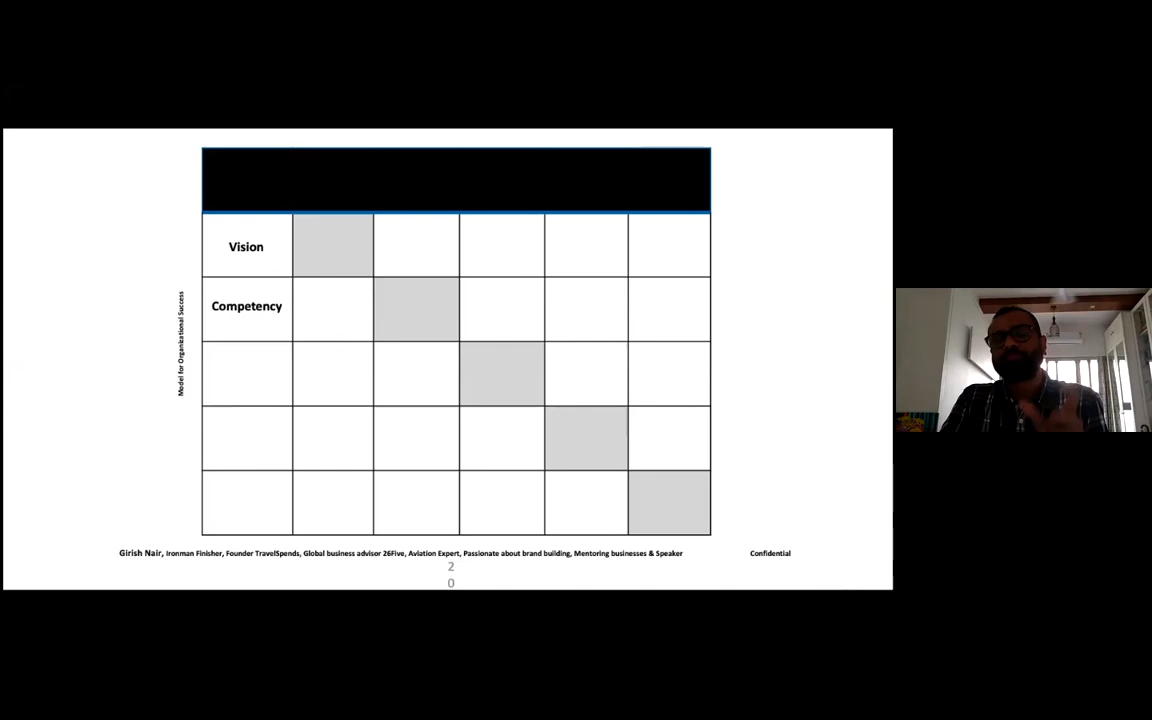 Vision
Competency
Model for Organizational Success
Girish Nair, Ironman Finisher, Founder TravelSpends, Global business advisor 26Five, Aviation Expert, Passionate about brand building, Mentoring businesses & Speaker
Confidential
2
0